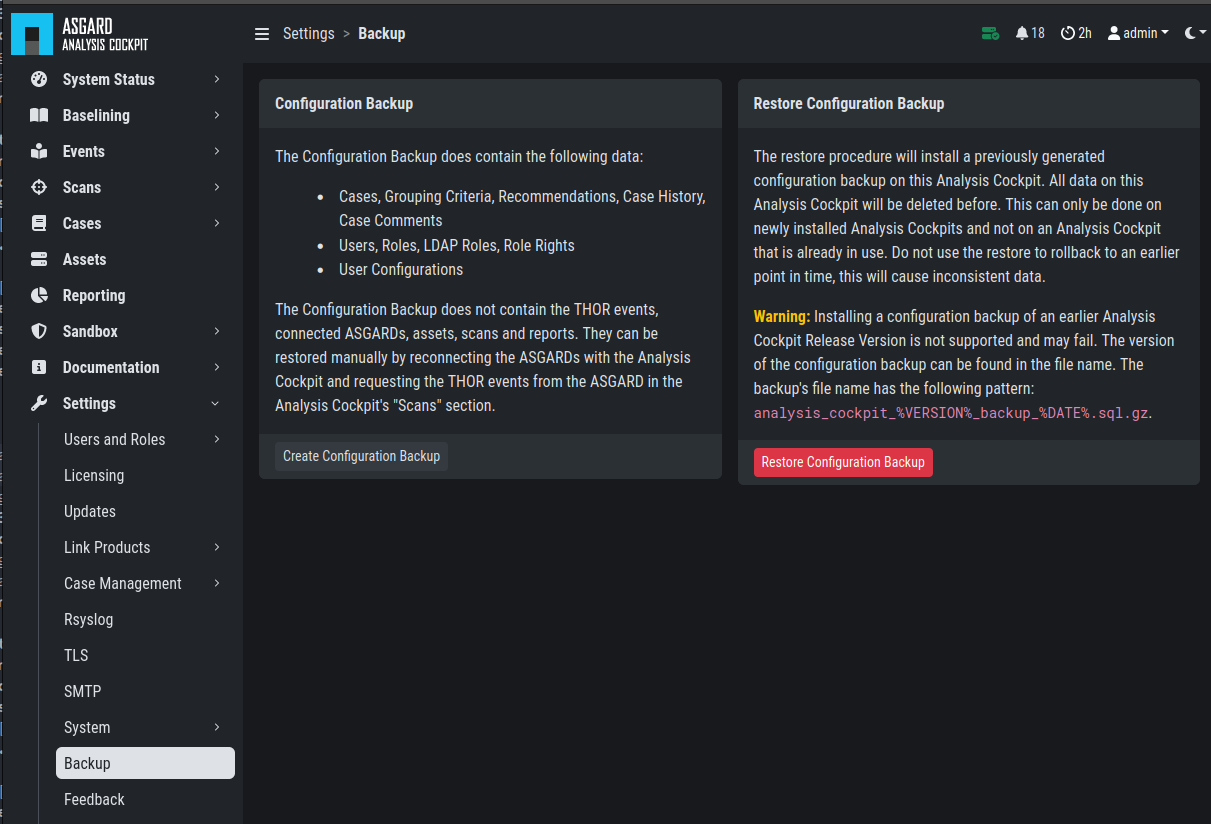 ASGARD
ANALYSIS COCKPIT
Settings > Backup
18
2h
admin
System Status
Baselining
Events
Scans
Cases
Assets
Reporting
Sandbox
Documentation
Settings
Users and Roles
Licensing
Updates
Link Products
Case Management
Rsyslog
TLS
SMTP
System
Backup
Feedback
Configuration Backup
The Configuration Backup does contain the following data:
• Cases, Grouping Criteria, Recommendations, Case History,
Case Comments
• Users, Roles, LDAP Roles, Role Rights
• User Configurations
The Configuration Backup does not contain the THOR events,
connected ASGARDs, assets, scans and reports. They can be
restored manually by reconnecting the ASGARDs with the Analysis
Cockpit and requesting the THOR events from the ASGARD in the
Analysis Cockpit's "Scans" section.
Create Configuration Backup
Restore Configuration Backup
The restore procedure will install a previously generated
configuration backup on this Analysis Cockpit. All data on this
Analysis Cockpit will be deleted before. This can only be done on
newly installed Analysis Cockpits and not on an Analysis Cockpit
that is already in use. Do not use the restore to rollback to an earlier
point in time, this will cause inconsistent data.
Warning: Installing a configuration backup of an earlier Analysis
Cockpit Release Version is not supported and may fail. The version
of the configuration backup can be found in the file name. The
backup's file name has the following pattern:
analysis_cockpit_%VERSION%_backup_%DATE%.sql.gz.
Restore Configuration Backup